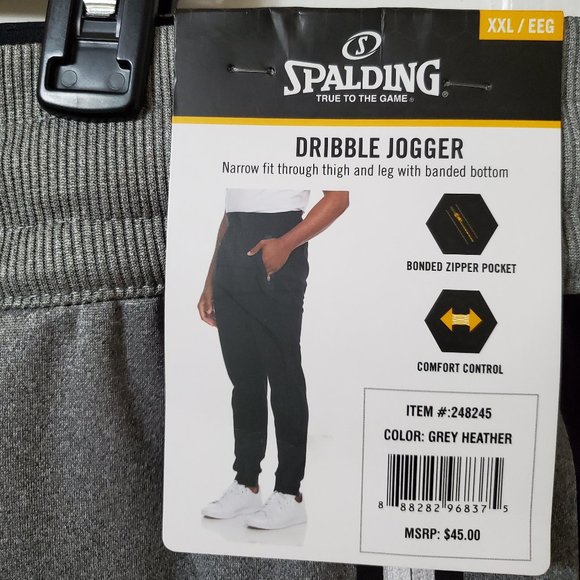 XXL / EEG
S
SPALDING®
TRUE TO THE GAME®
DRIBBLE JOGGER
Narrow fit through thigh and leg with banded bottom
BONDED ZIPPER POCKET
COMFORT CONTROL
ITEM #:248245
COLOR: GREY HEATHER
8 88282 96837 5
MSRP: $45.00